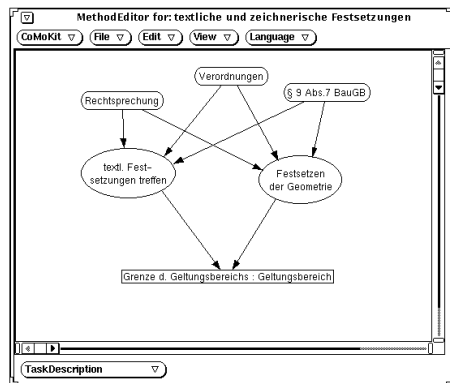 MethodEditor for: textliche und zeichnerische Festsetzungen
CoMoKit File Edit View Language
Verordnungen
Rechtsprechung
§ 9 Abs.7 BauGB
textl. Fest-
setzungen treffen
Festsetzen
der Geometrie
Grenze d. Geltungsbereichs : Geltungsbereich
TaskDescription